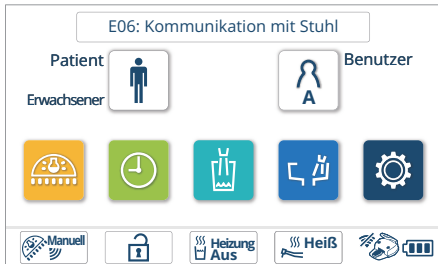 E06: Kommunikation mit Stuhl
Patient
Benutzer
Erwachsener
A
Manuell
Heizung
Aus
Heiß